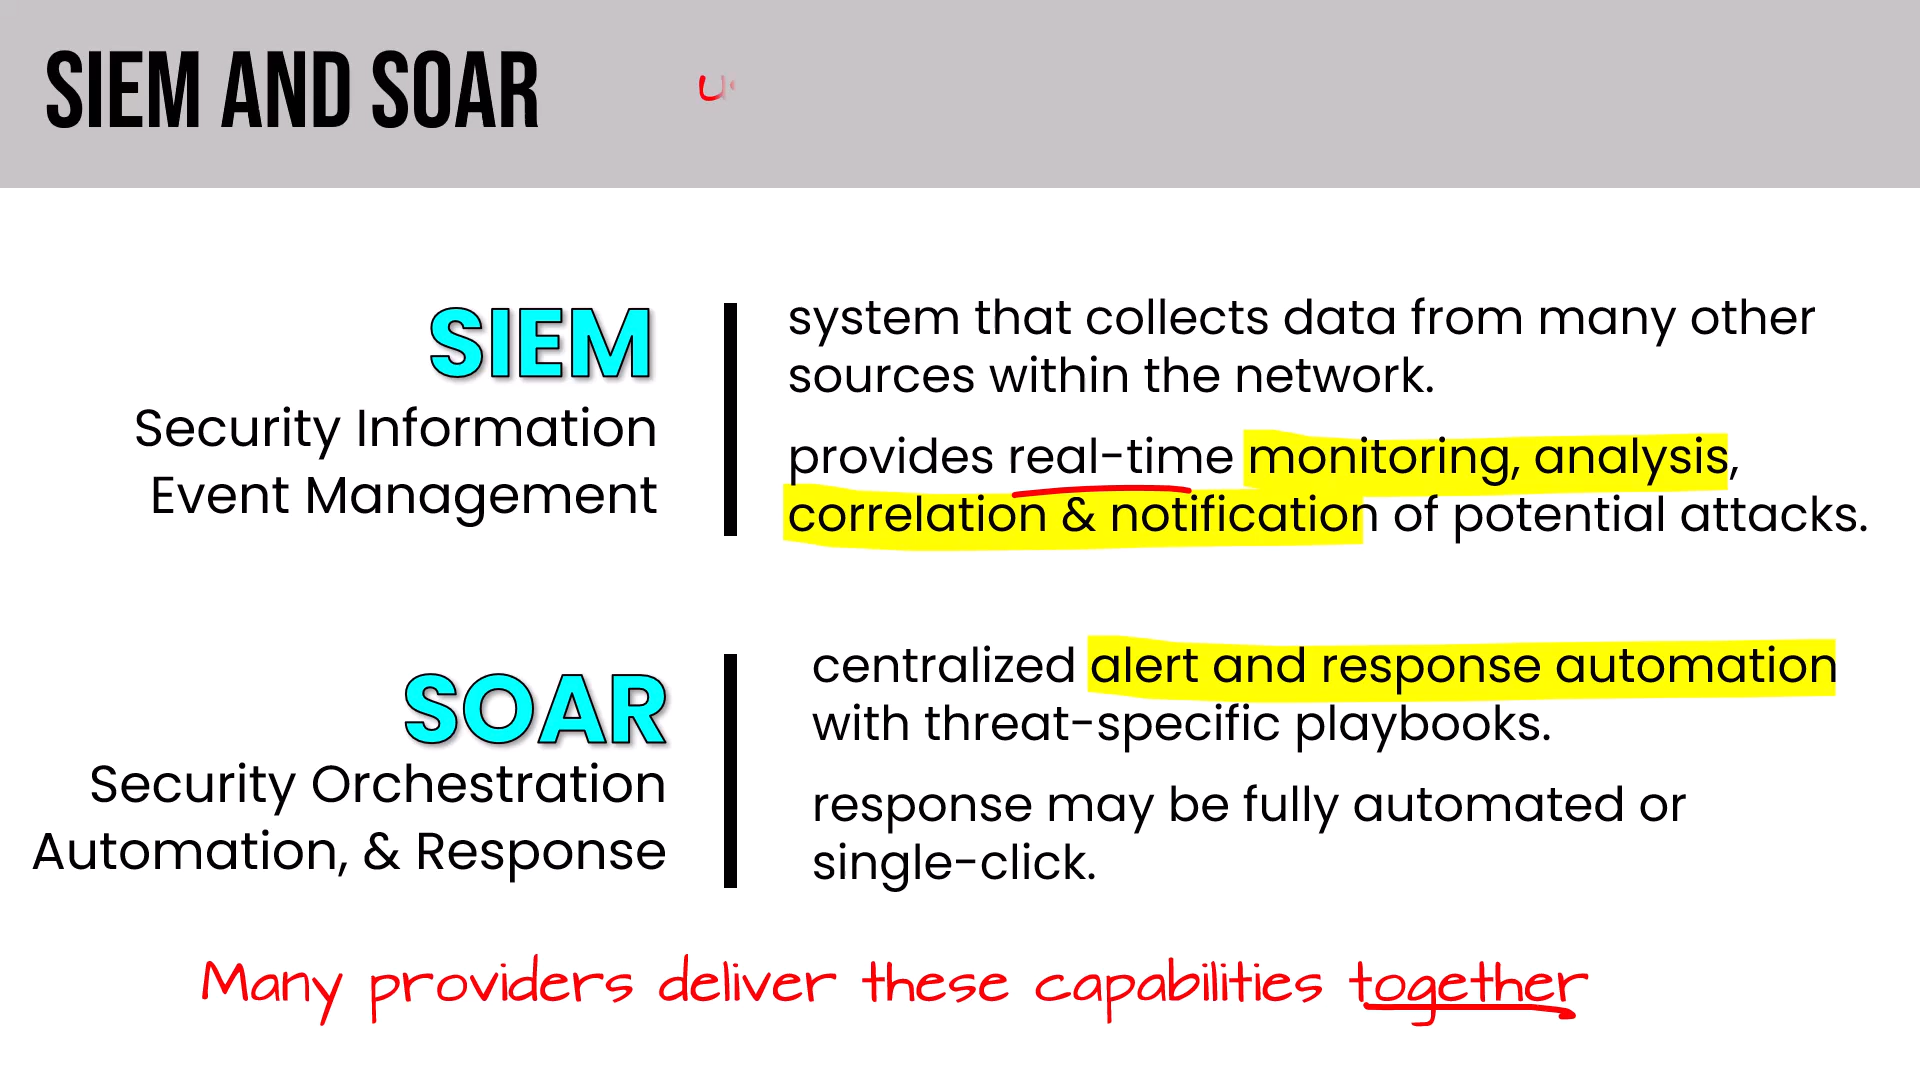 SIEM AND SOAR
SIEM
Security Information
Event Management
system that collects data from many other
sources within the network.
provides real-time monitoring, analysis,
correlation & notification of potential attacks.
SOAR
Security Orchestration
Automation, & Response
centralized alert and response automation
with threat-specific playbooks.
response may be fully automated or
single-click.
Many providers deliver these capabilities together